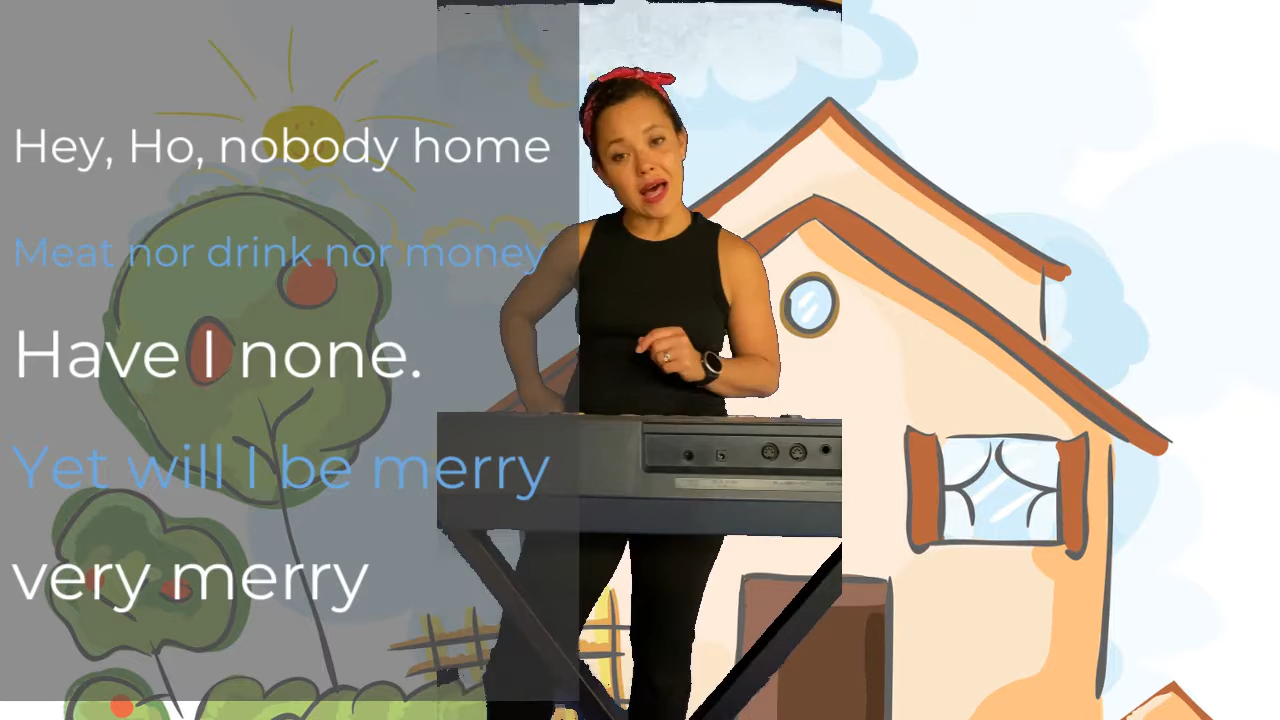 Hey, Ho, nobody home
Meat nor drink nor money
Have I none.
Yet will I be merry
very merry